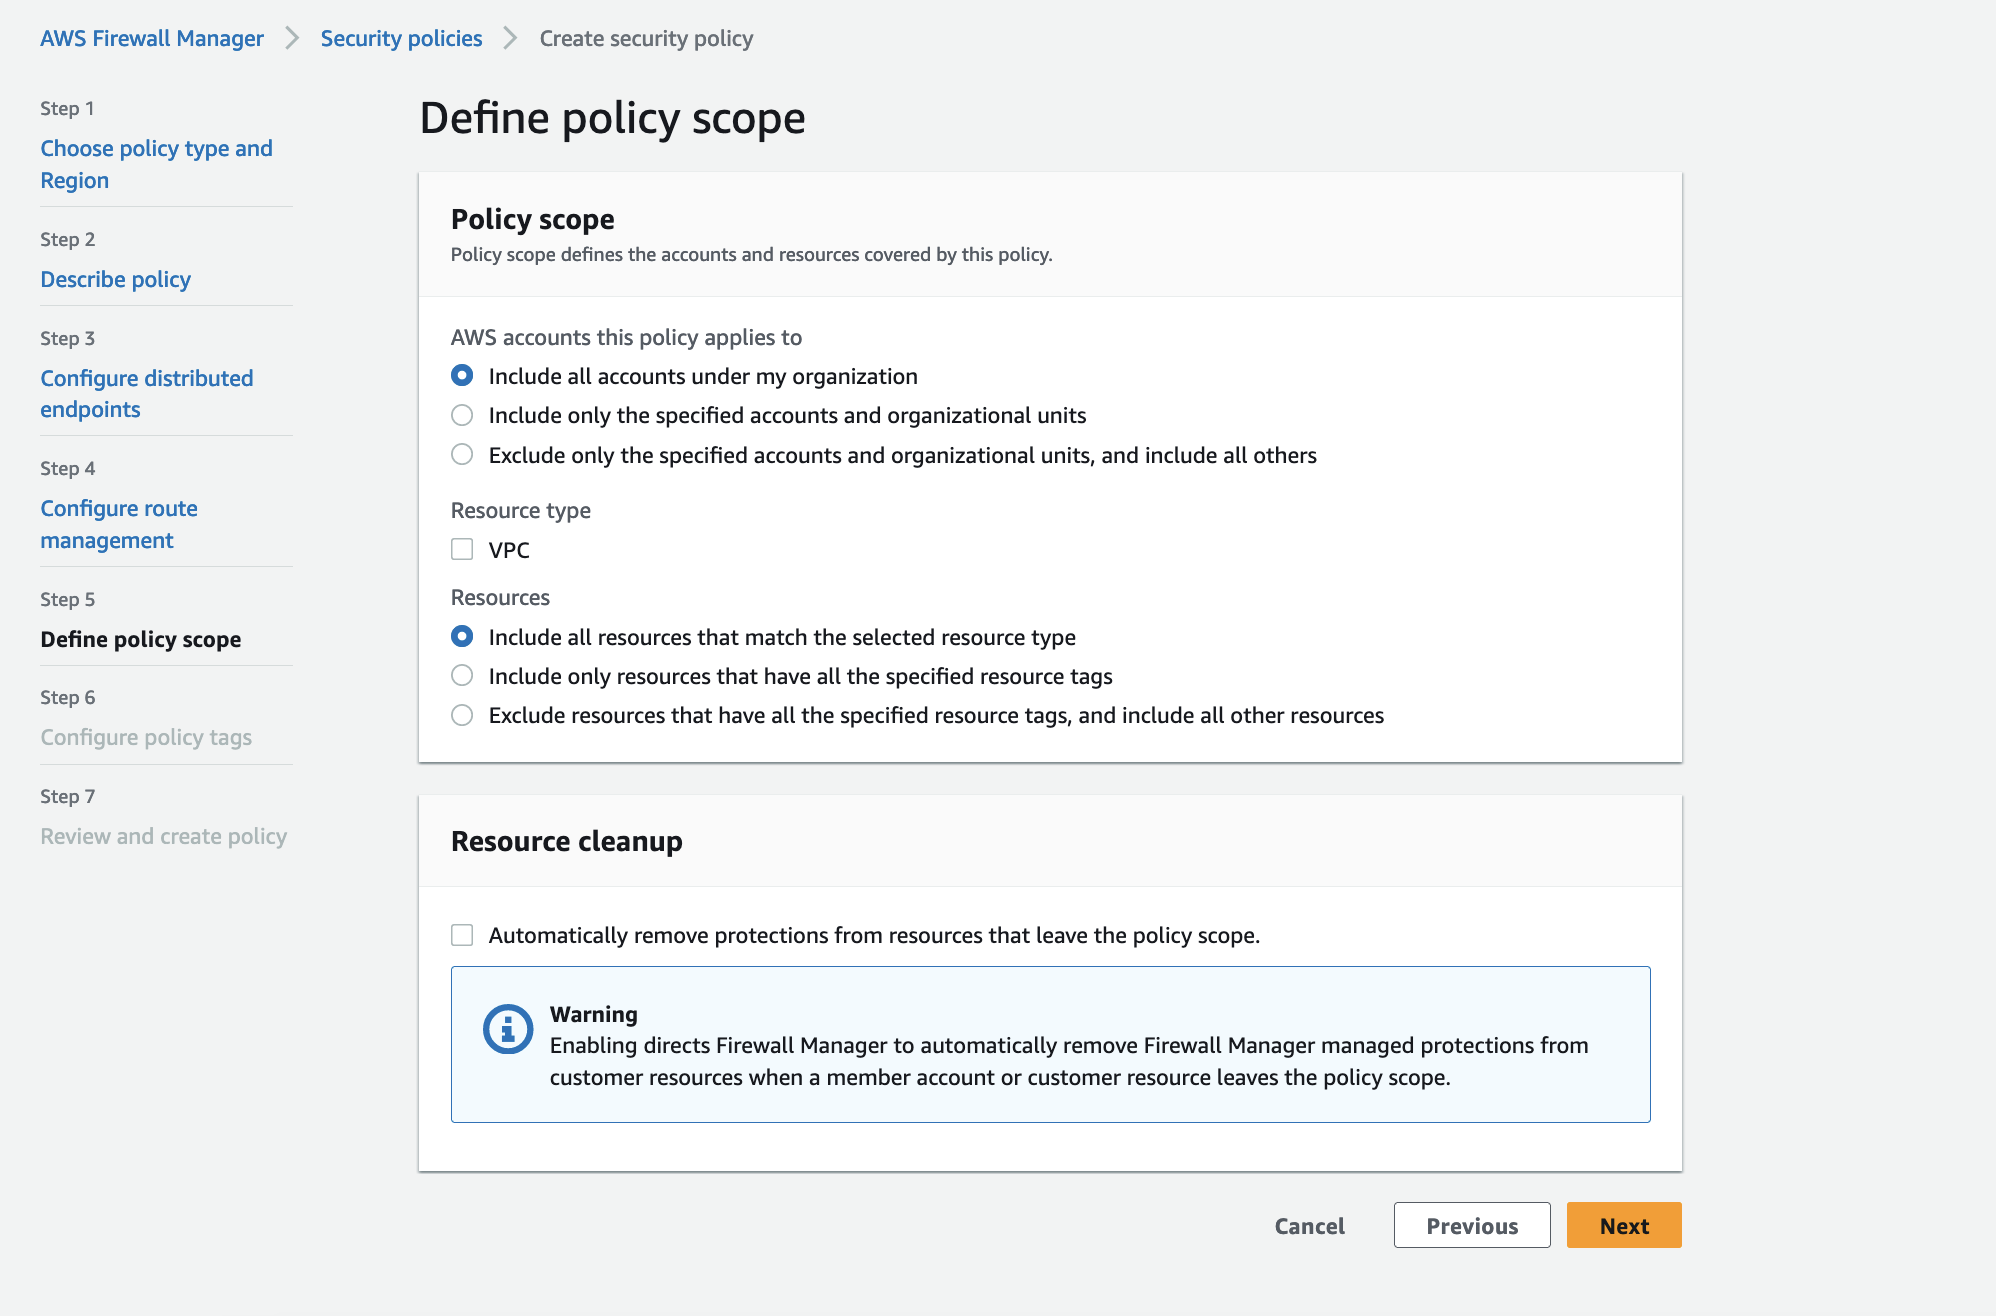 AWS Firewall Manager > Security policies > Create security policy
Step 1
Choose policy type and
Region
Step 2
Describe policy
Step 3
Configure distributed
endpoints
Step 4
Configure route
management
Step 5
Define policy scope
Step 6
Configure policy tags
Step 7
Review and create policy
Define policy scope
Policy scope
Policy scope defines the accounts and resources covered by this policy.
AWS accounts this policy applies to
Include all accounts under my organization
Include only the specified accounts and organizational units
Exclude only the specified accounts and organizational units, and include all others
Resource type
VPC
Resources
Include all resources that match the selected resource type
Include only resources that have all the specified resource tags
Exclude resources that have all the specified resource tags, and include all other resources
Resource cleanup
Automatically remove protections from resources that leave the policy scope.
Warning
Enabling directs Firewall Manager to automatically remove Firewall Manager managed protections from
customer resources when a member account or customer resource leaves the policy scope.
Cancel Previous Next